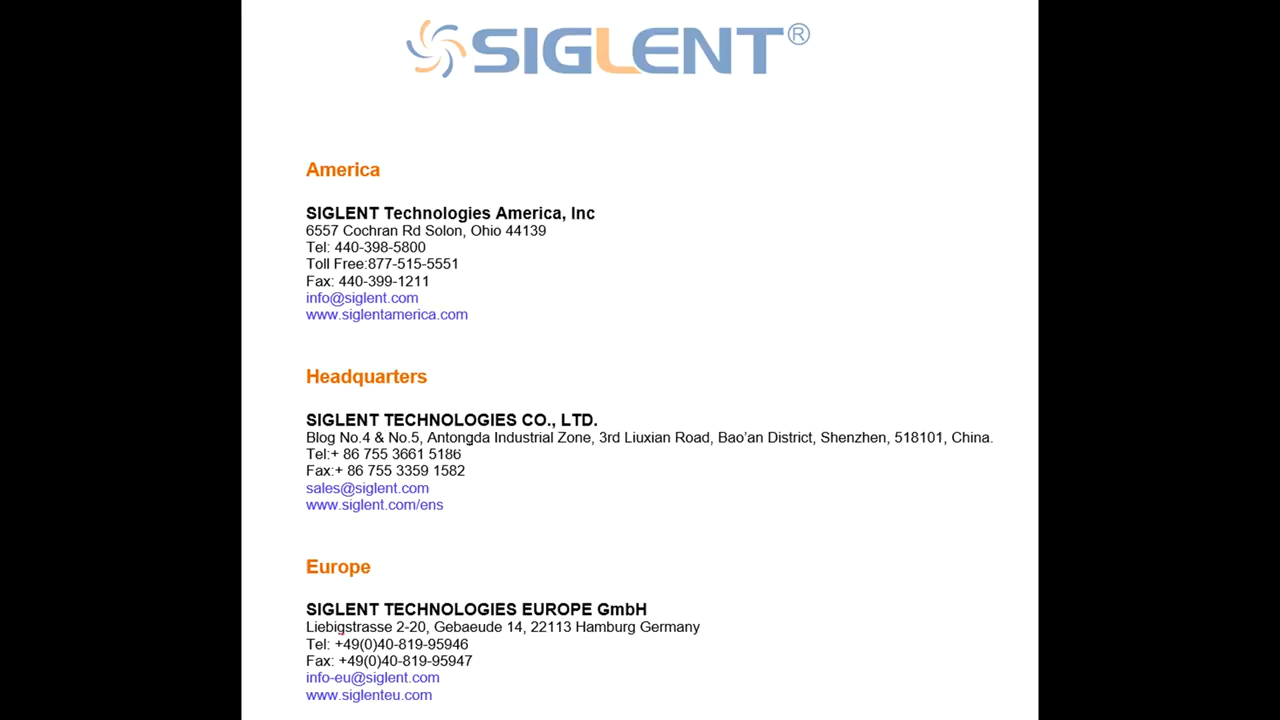 SIGLENT®
America
SIGLENT Technologies America, Inc
6557 Cochran Rd Solon, Ohio 44139
Tel: 440-398-5800
Toll Free:877-515-5551
Fax: 440-399-1211
info@siglent.com
www.siglentamerica.com
Headquarters
SIGLENT TECHNOLOGIES CO., LTD.
Blog No.4 & No.5, Antongda Industrial Zone, 3rd Liuxian Road, Bao’an District, Shenzhen, 518101, China.
Tel:+ 86 755 3661 5186
Fax:+ 86 755 3359 1582
sales@siglent.com
www.siglent.com/ens
Europe
SIGLENT TECHNOLOGIES EUROPE GmbH
Liebigstrasse 2-20, Gebaeude 14, 22113 Hamburg Germany
Tel: +49(0)40-819-95946
Fax: +49(0)40-819-95947
info-eu@siglent.com
www.siglenteu.com